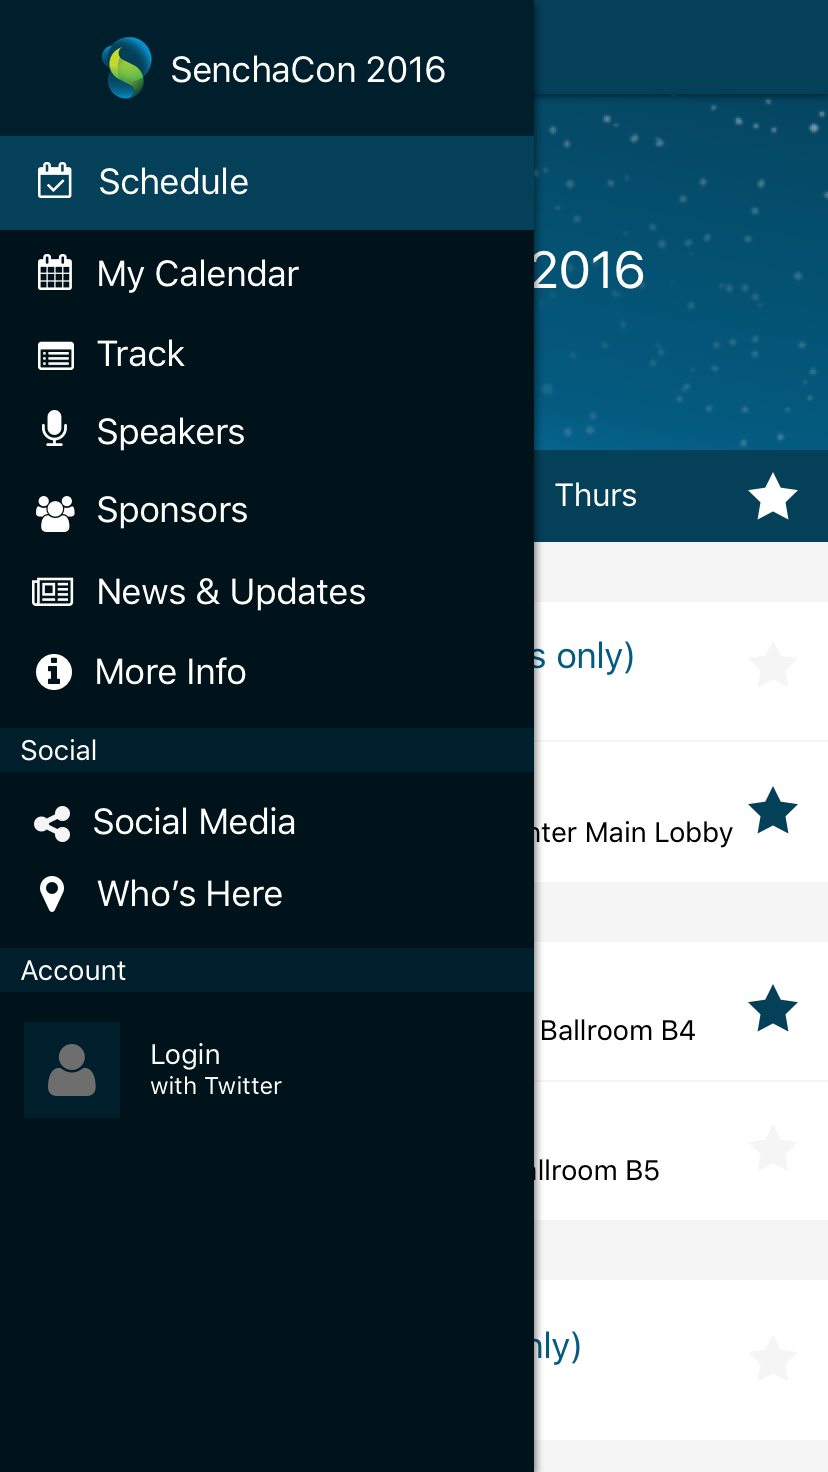 SenchaCon 2016
Schedule
My Calendar
Track
Speakers
Sponsors
News & Updates
More Info
Social
Social Media
Who’s Here
Account
Login
with Twitter
2016
Thurs
s only)
nter Main Lobby
Ballroom B4
allroom B5
nly)